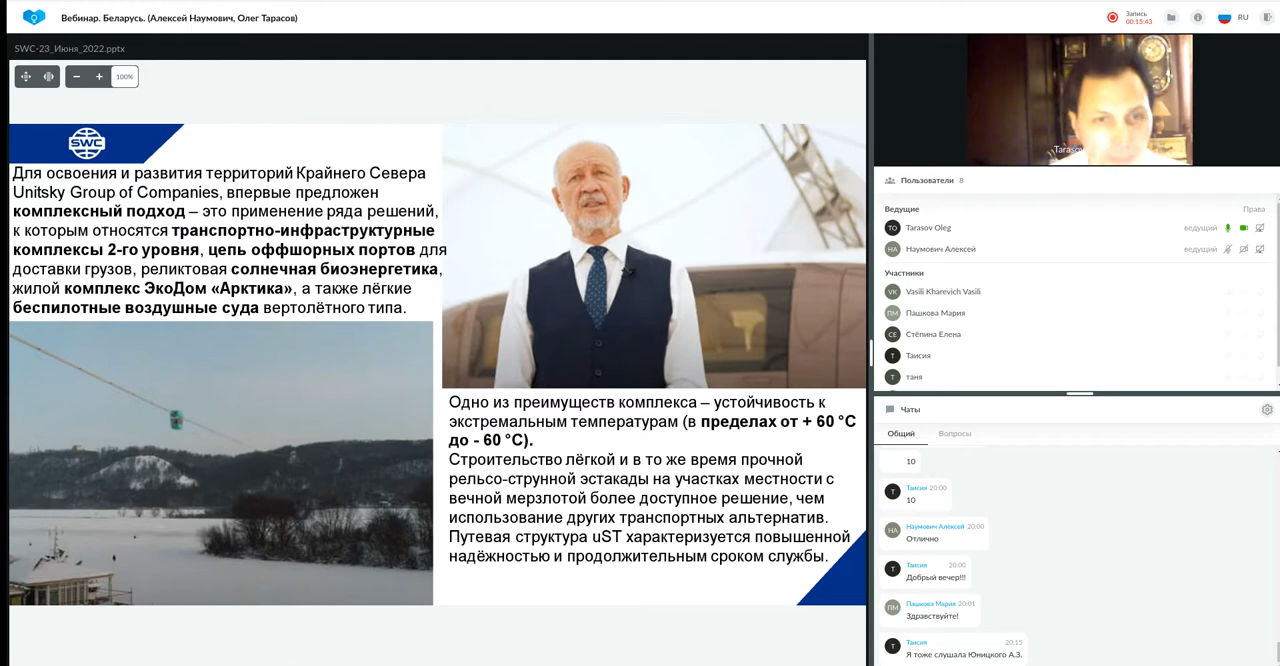 Вебинар. Беларусь. (Алексей Наумович, Олег Тарасов)
Запись
00:15:43
RU
SWC-23_Июня_2022.pptx
100%
SWC
Для освоения и развития территорий Крайнего Севера
Unitsky Group of Companies, впервые предложен
комплексный подход – это применение ряда решений,
к которым относятся транспортно-инфраструктурные
комплексы 2-го уровня, цепь оффшорных портов для
доставки грузов, реликтовая солнечная биоэнергетика,
жилой комплекс ЭкоДом «Арктика», а также лёгкие
беспилотные воздушные суда вертолётного типа.
Одно из преимуществ комплекса – устойчивость к
экстремальным температурам (в пределах от + 60 °C
до - 60 °C).
Строительство лёгкой и в то же время прочной
рельсо-струнной эстакады на участках местности с
вечной мерзлотой более доступное решение, чем
использование других транспортных альтернатив.
Путевая структура uST характеризуется повышенной
надёжностью и продолжительным сроком службы.
Tarasov
Пользователи 8
Ведущие Права
TO Tarasov Oleg ведущий
НА Наумович Алексей ведущий
Участники
VK Vasili Kharevich Vasili
ПМ Пашкова Мария
СЕ Стёпина Елена
Т Таисия
Т таня
Чаты
Общий Вопросы
10
Т Таисия 20:00
10
НА Наумович Алексей 20:00
Отлично
Т Таисия 20:00
Добрый вечер!!!
ПМ Пашкова Мария 20:01
Здравствуйте!
Т Таисия 20:15
Я тоже слушала Юницкого А.Э.